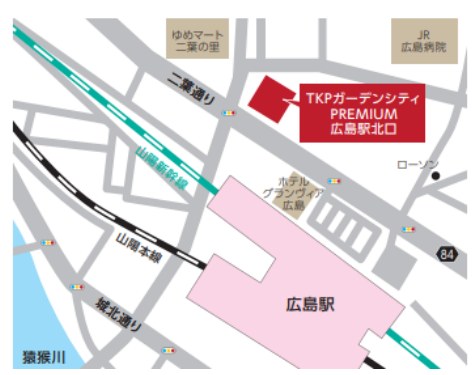 ゆめマート
二葉の里
JR
広島病院
二葉通り
TKPガーデンシティ
PREMIUM
広島駅北口
山陽新幹線
ローソン
ホテル
グランヴィア
広島
山陽本線
84
広島駅
城北通り
猿猴川